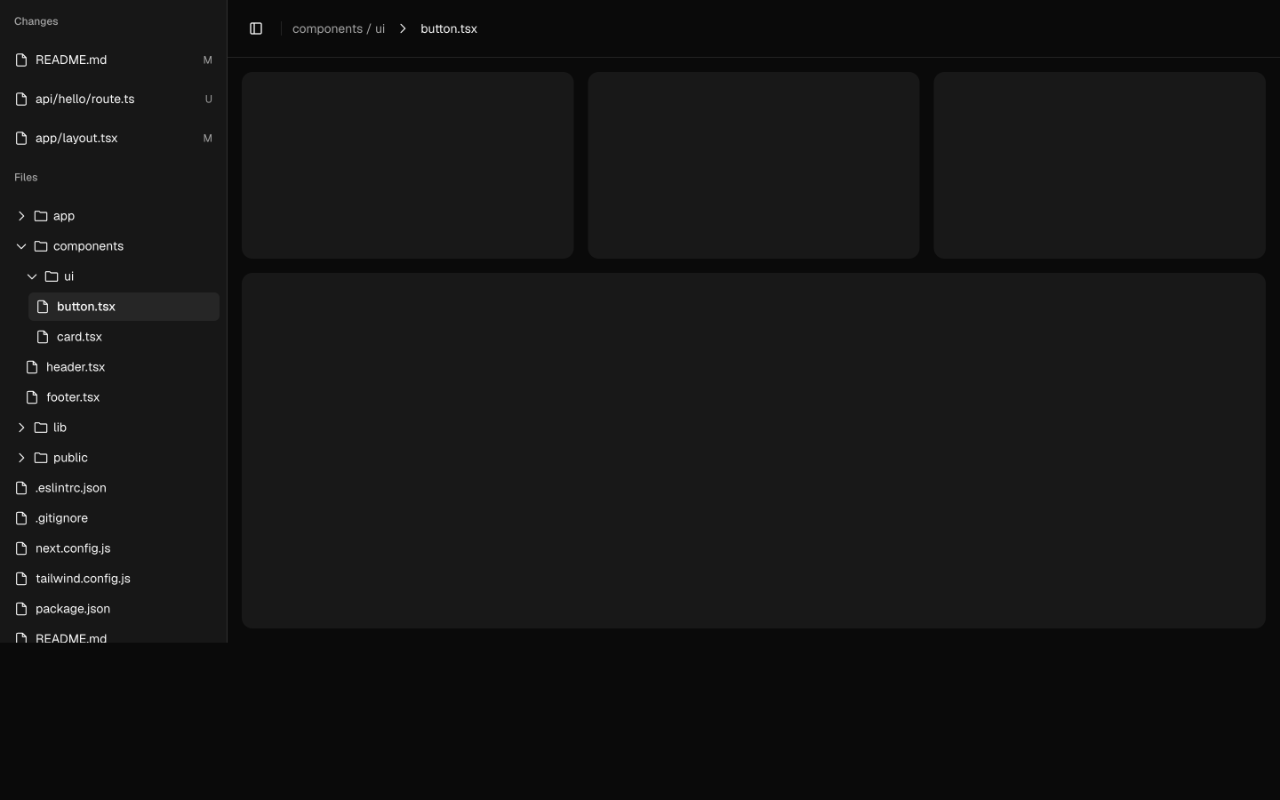 Changes
README.md M
api/hello/route.ts U
app/layout.tsx M
Files
app
components
ui
button.tsx
card.tsx
header.tsx
footer.tsx
lib
public
.eslintrc.json
.gitignore
next.config.js
tailwind.config.js
package.json
README.md
components / ui > button.tsx